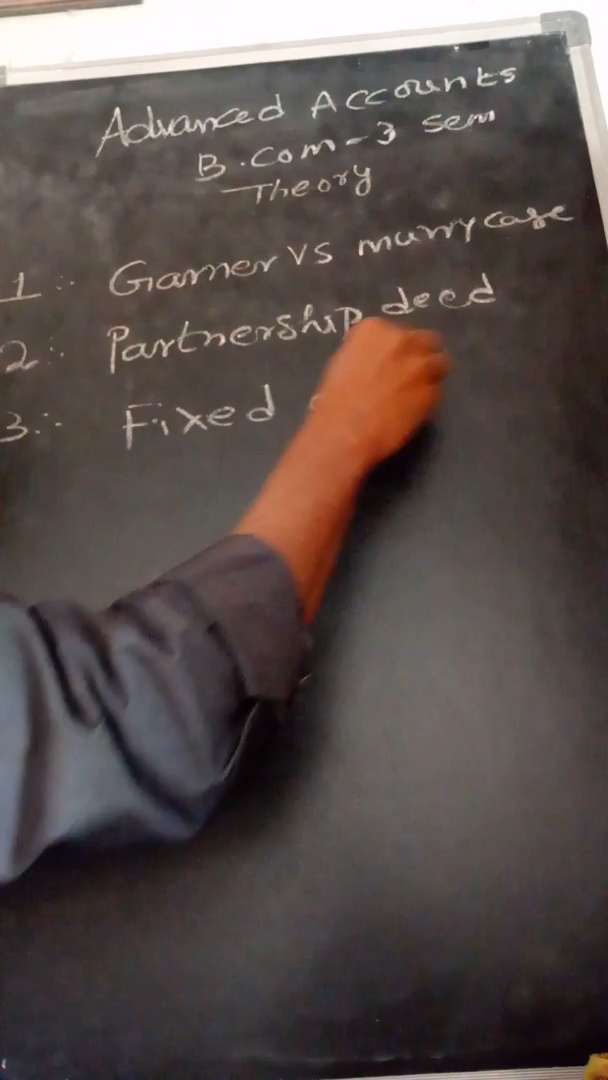 Advanced Accounts
B.Com-3 Sem
Theory
1:- Garner vs murry case
2:- Partnership deed
3:- Fixed